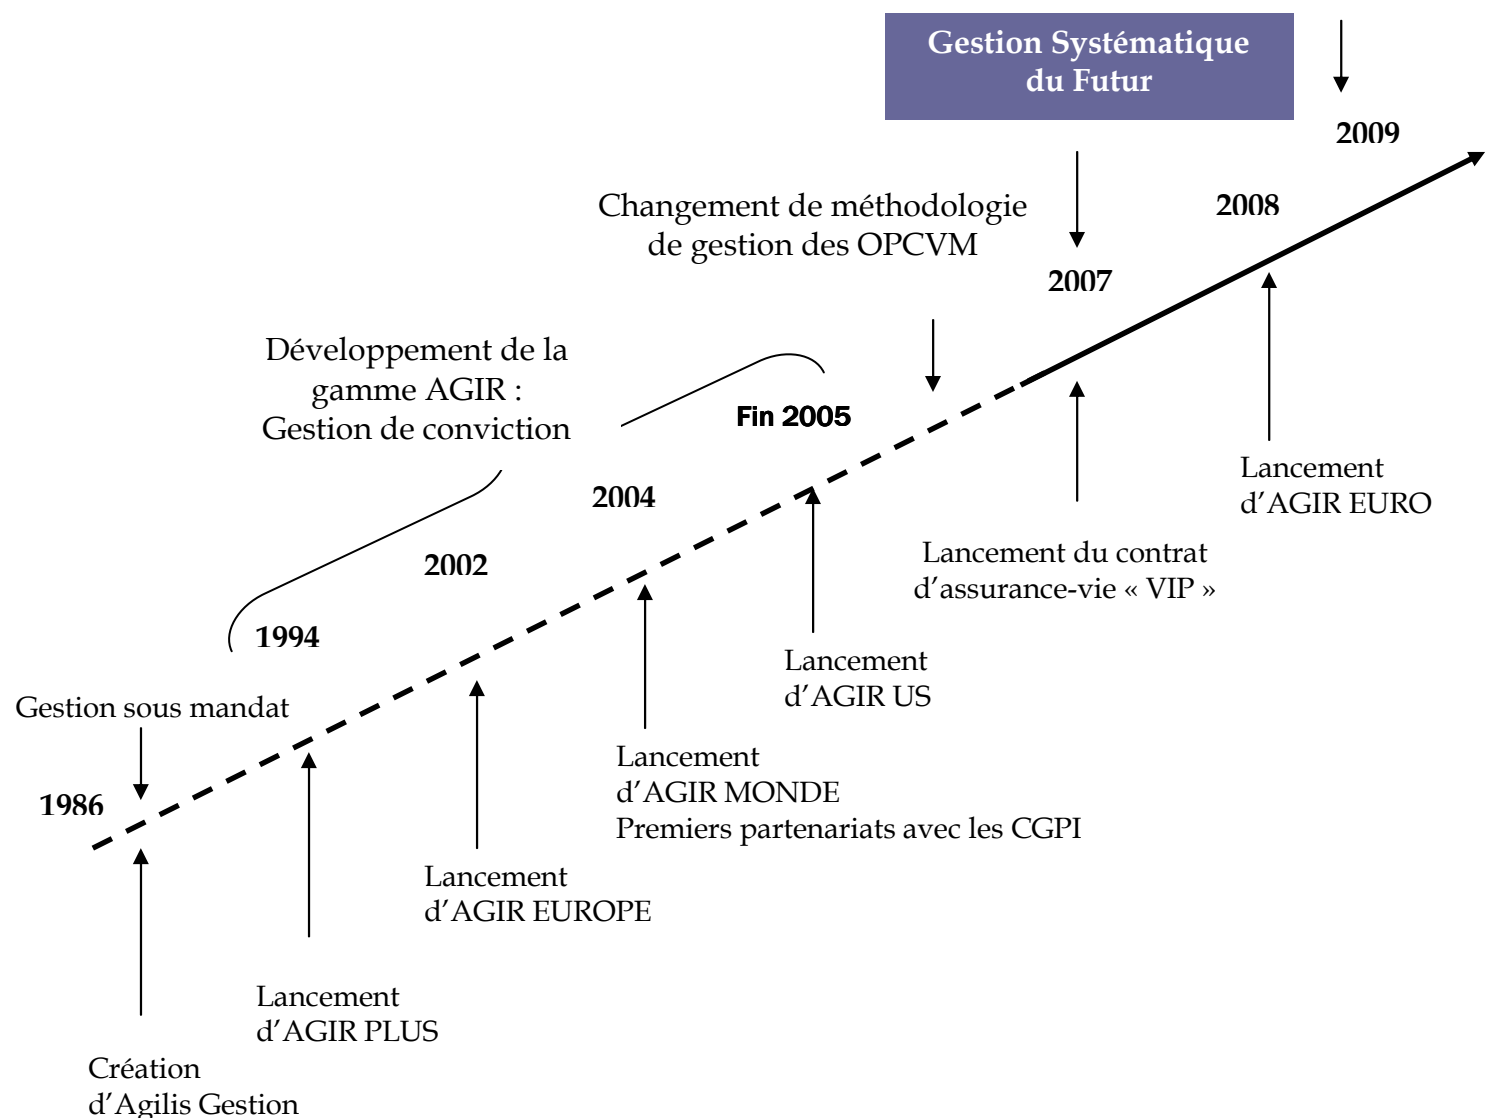 Gestion Systématique
du Futur
2009
Changement de méthodologie
de gestion des OPCVM
2008
2007
Développement de la
gamme AGIR :
Gestion de conviction
Fin 2005
2004
2002
1994
Gestion sous mandat
1986
Lancement
d’AGIR EURO
Lancement du contrat
d’assurance-vie « VIP »
Lancement
d’AGIR US
Lancement
d’AGIR MONDE
Premiers partenariats avec les CGPI
Lancement
d’AGIR EUROPE
Lancement
d’AGIR PLUS
Création
d’Agilis Gestion